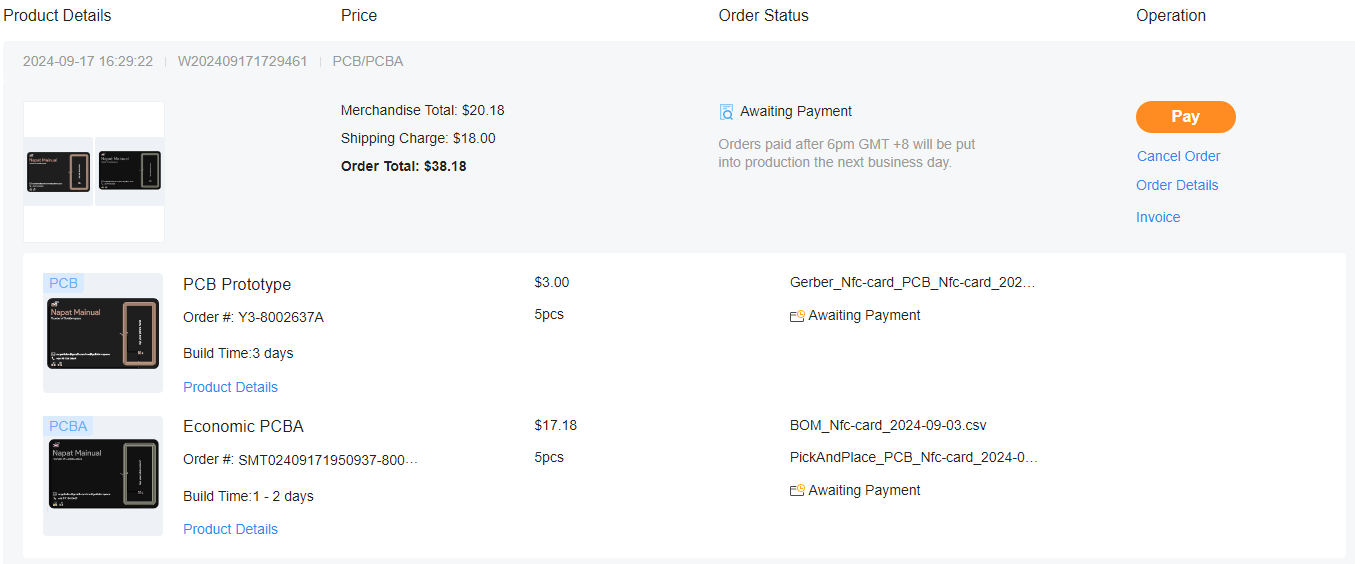 Product Details Price Order Status Operation
2024-09-17 16:29:22 W202409171729461 PCB/PCBA
Merchandise Total: $20.18
Shipping Charge: $18.00
Order Total: $38.18
Awaiting Payment
Orders paid after 6pm GMT +8 will be put
into production the next business day.
Pay
Cancel Order
Order Details
Invoice
Napat Mainual
Napat Mainual
PCB
Napat Mainual
PCB Prototype
Order #: Y3-8002637A
Build Time:3 days
Product Details
$3.00
5pcs
Gerber_Nfc-card_PCB_Nfc-card_202...
Awaiting Payment
PCBA
Napat Mainual
Economic PCBA
Order #: SMT02409171950937-800...
Build Time:1 - 2 days
Product Details
$17.18
5pcs
BOM_Nfc-card_2024-09-03.csv
PickAndPlace_PCB_Nfc-card_2024-0...
Awaiting Payment